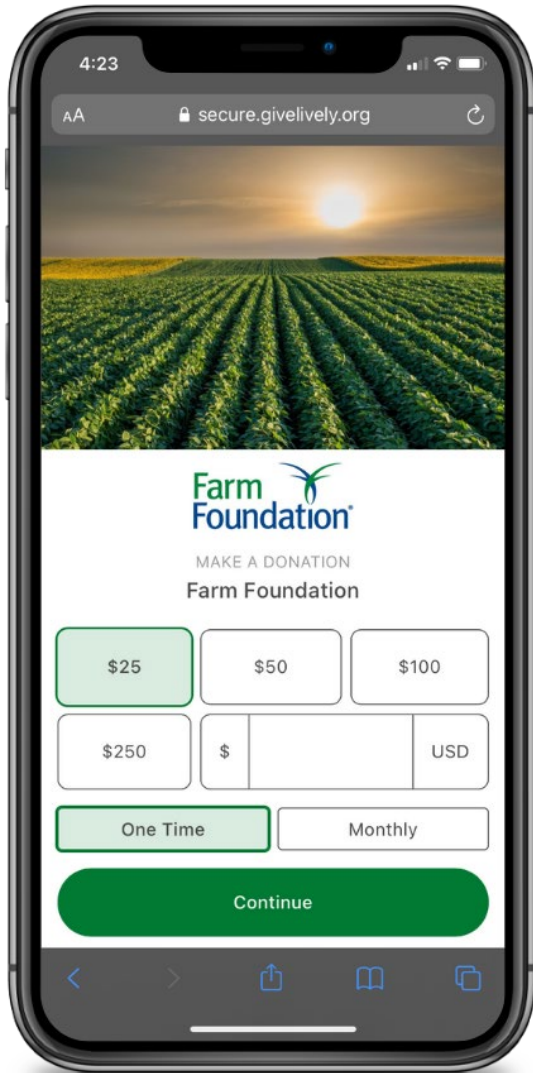 4:23
AA secure.givelively.org
Farm
Foundation®
MAKE A DONATION
Farm Foundation
$25 $50 $100
$250 $ USD
One Time Monthly
Continue